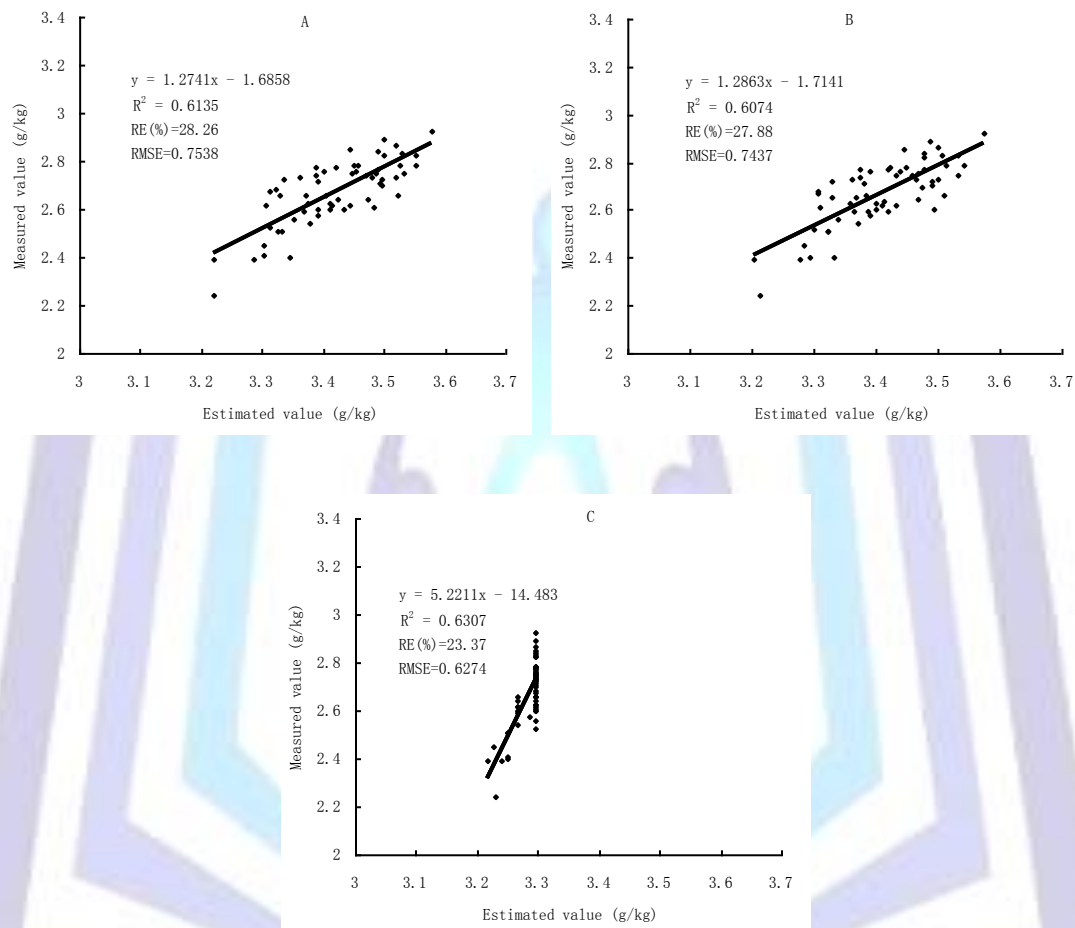 A
3.4
3.2
3
2.8
2.6
2.4
2.2
2
Measured value (g/kg)
y = 1.2741x - 1.6858
R² = 0.6135
RE(%)=28.26
RMSE=0.7538
3 3.1 3.2 3.3 3.4 3.5 3.6 3.7
Estimated value (g/kg)
B
3.4
3.2
3
2.8
2.6
2.4
2.2
2
Measured value (g/kg)
y = 1.2863x - 1.7141
R² = 0.6074
RE(%)=27.88
RMSE=0.7437
3 3.1 3.2 3.3 3.4 3.5 3.6 3.7
Estimated value (g/kg)
C
3.4
3.2
3
2.8
2.6
2.4
2.2
2
Measured value (g/kg)
y = 5.2211x - 14.483
R² = 0.6307
RE(%)=23.37
RMSE=0.6274
3 3.1 3.2 3.3 3.4 3.5 3.6 3.7
Estimated value (g/kg)